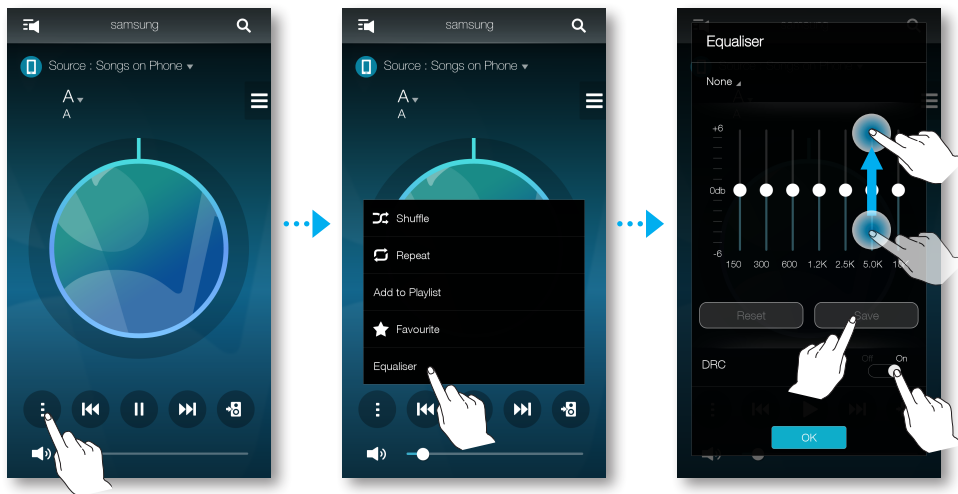 samsung
Source : Songs on Phone
A
A
samsung
Source : Songs on Phone
A
A
Shuffle
Repeat
Add to Playlist
Favourite
Equaliser
Equaliser
None
+6
0db
-6
150 300 600 1.2K 2.5K 5.0K
Reset Save
Off On
DRC
OK